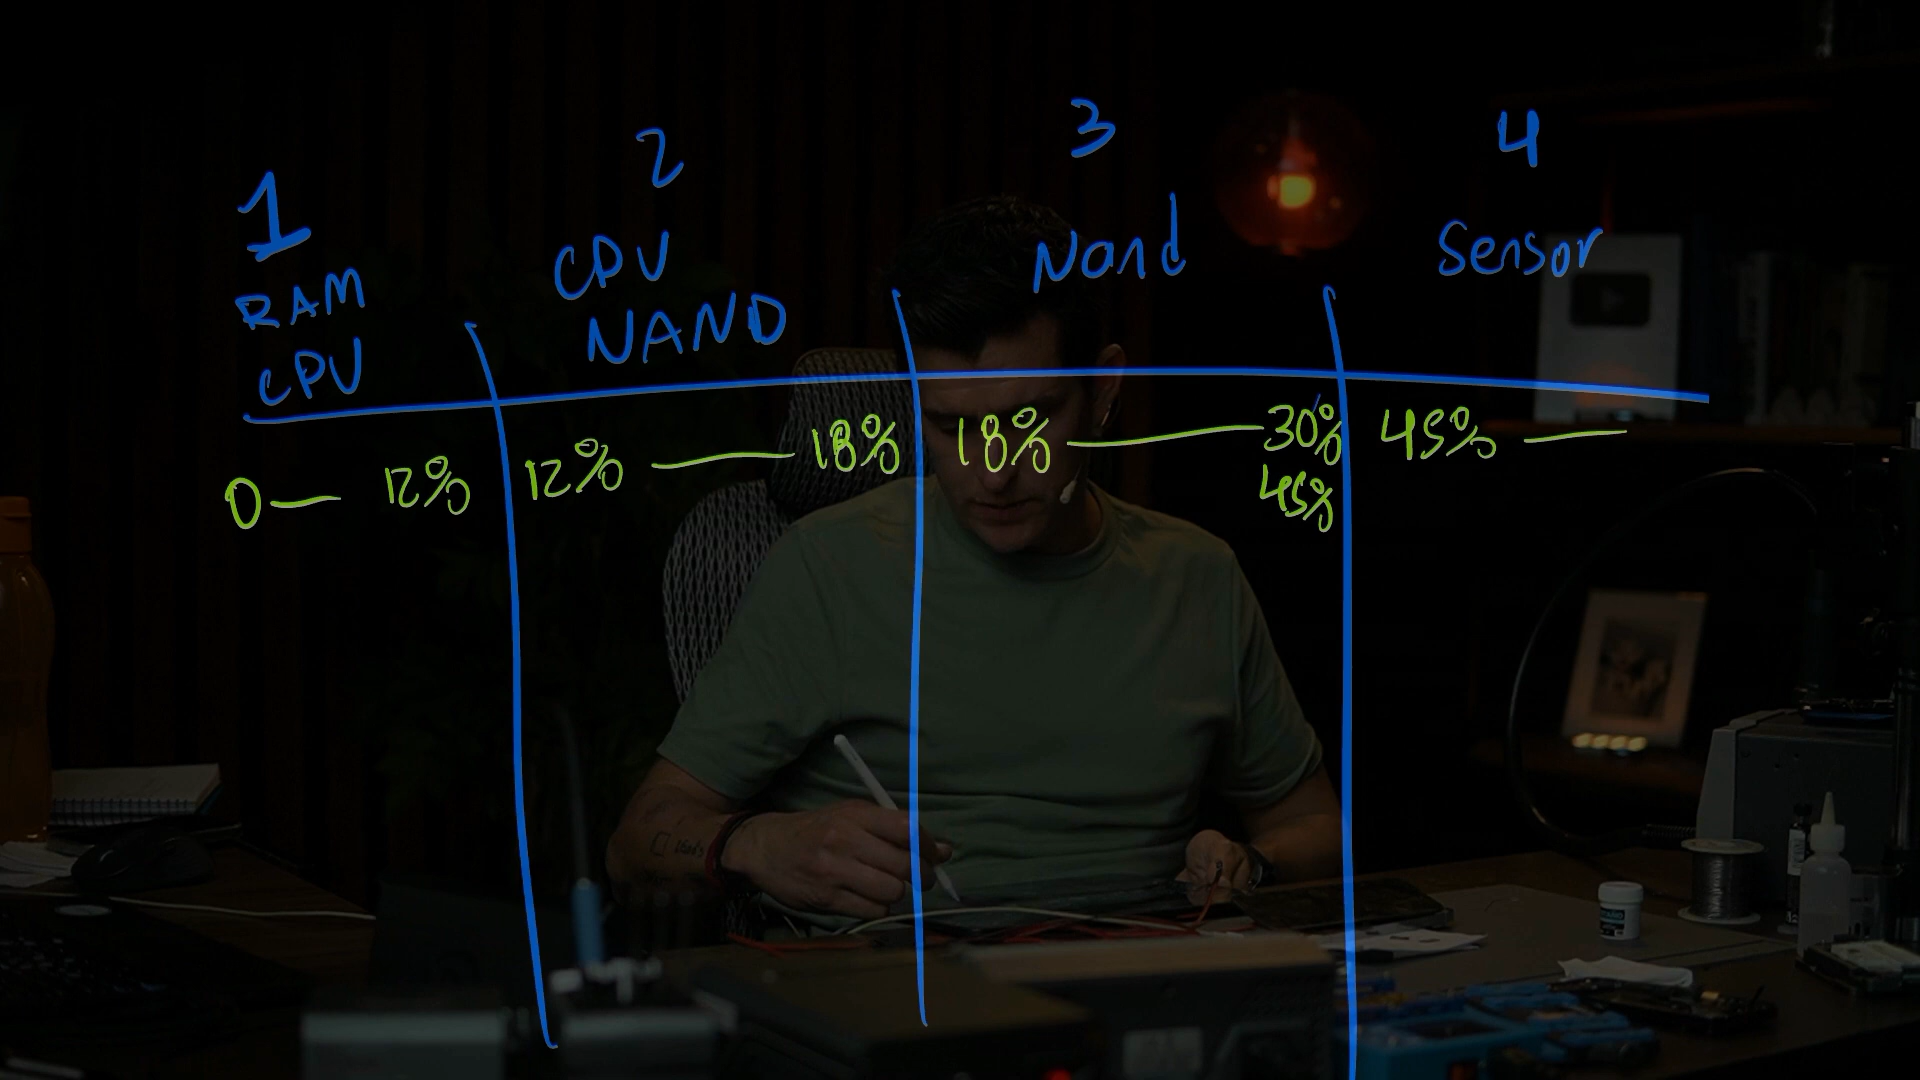 1
RAM
CPU
0 — 12%
2
CPU
NAND
12% — 18%
3
Nand
18% — 30%
45%
4
Sensor
45% —